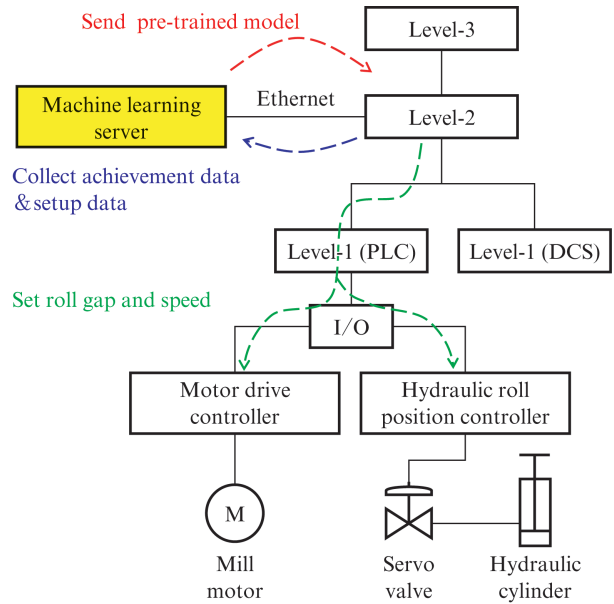 Send pre-trained model
Level-3
Machine learning
server
Ethernet
Level-2
Collect achievement data
&setup data
Level-1 (PLC)
Level-1 (DCS)
Set roll gap and speed
I/O
Motor drive
controller
Hydraulic roll
position controller
M
Mill
motor
Servo
valve
Hydraulic
cylinder